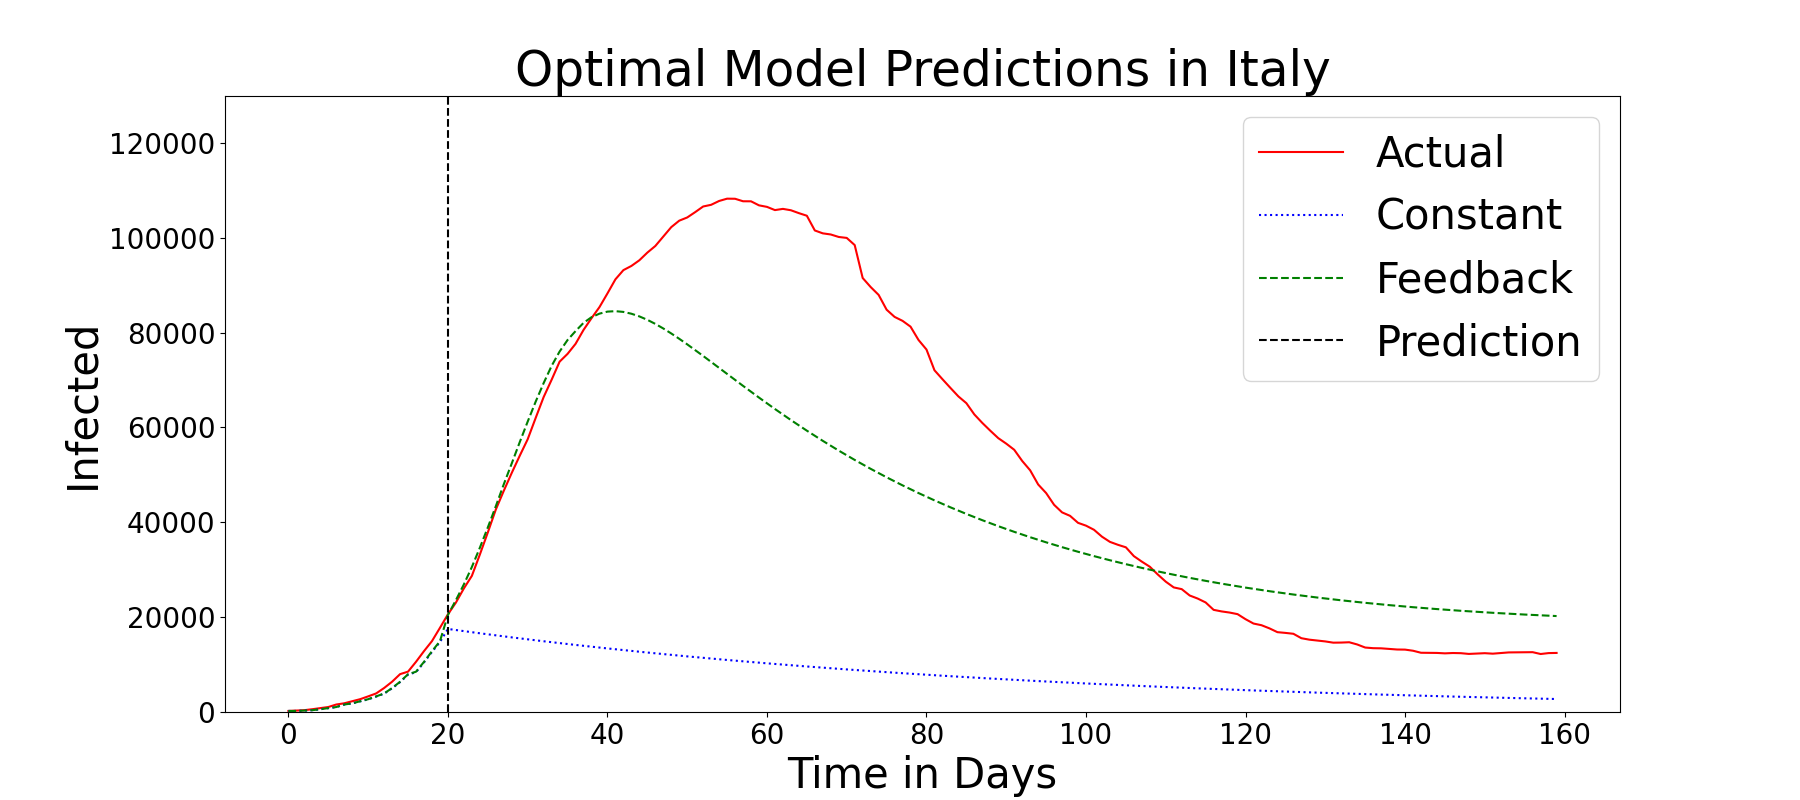 Optimal Model Predictions in Italy
120000
100000
80000
60000
40000
20000
0
Infected
0 20 40 60 80 100 120 140 160
Time in Days
Actual
Constant
Feedback
Prediction